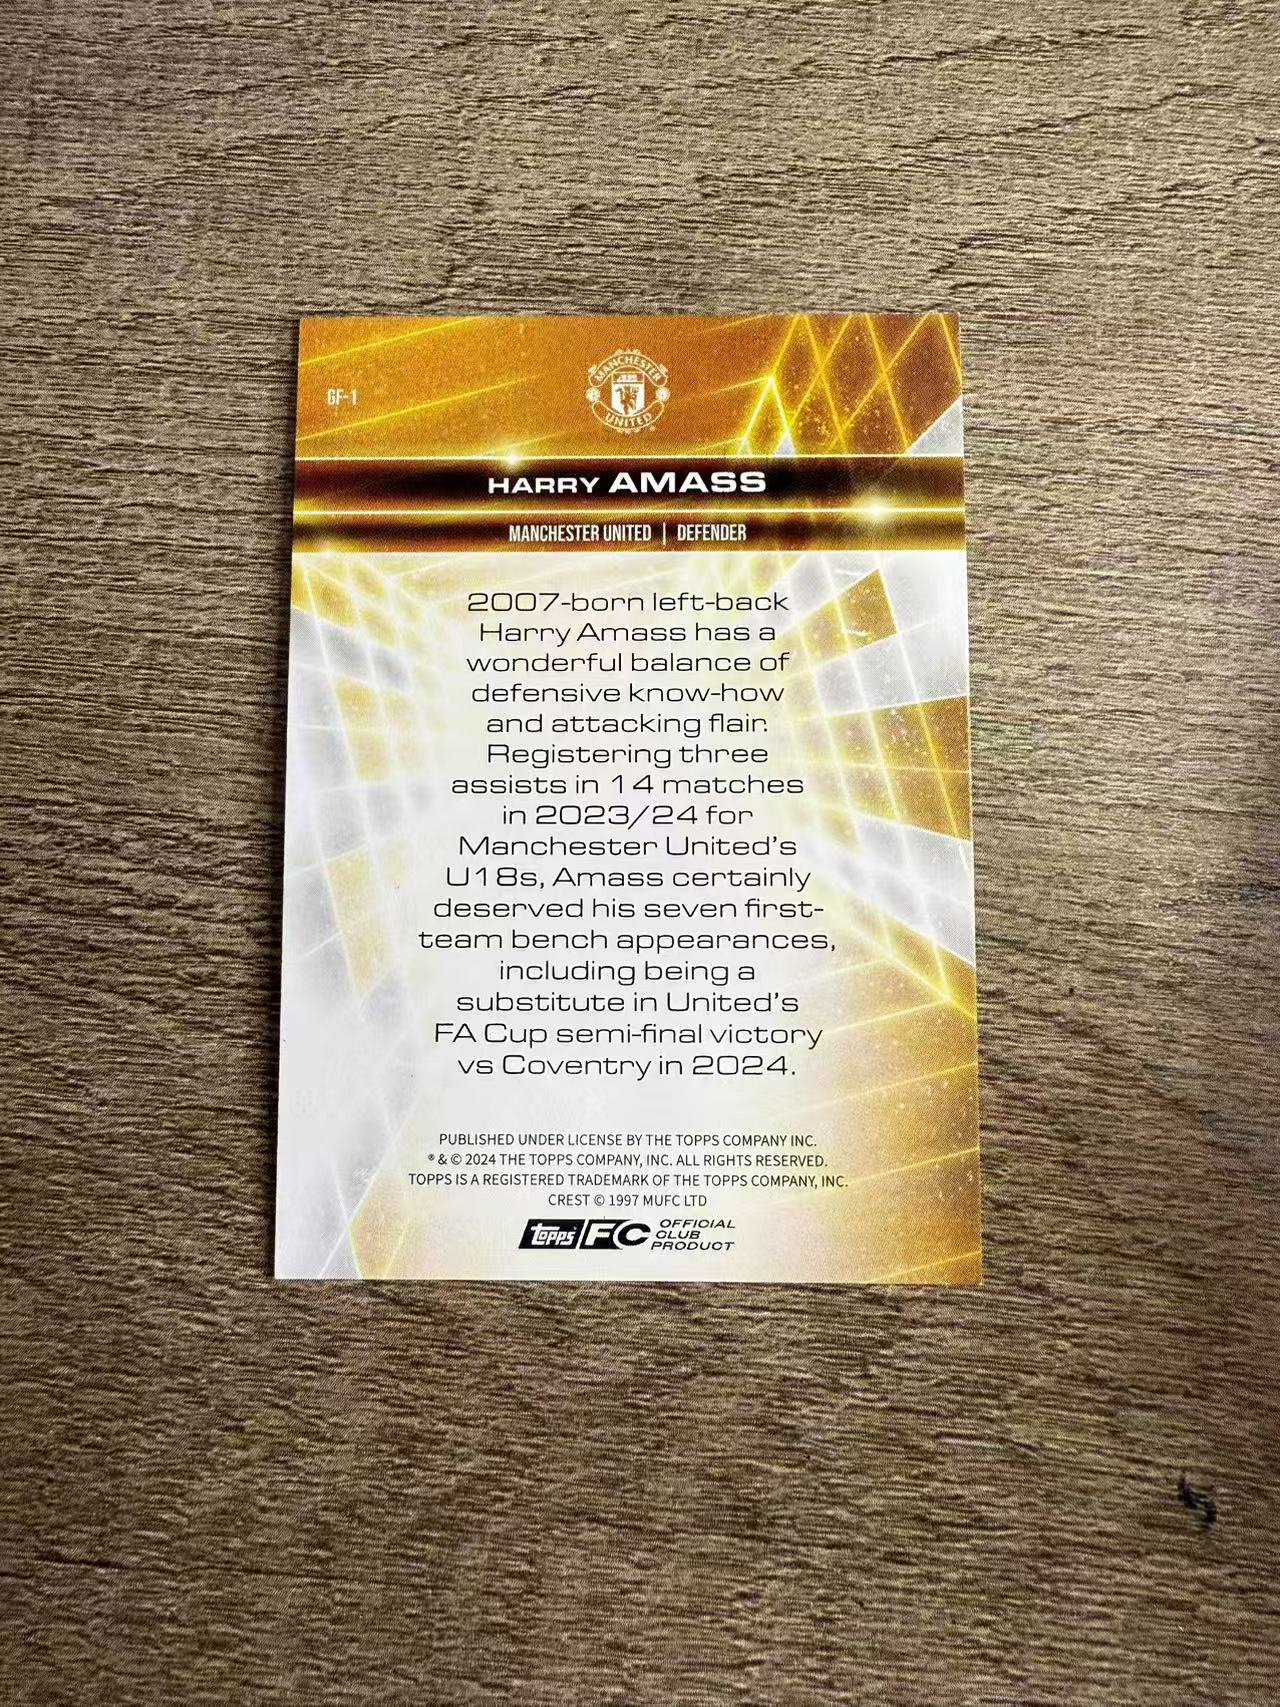 GF-1
MANCHESTER
UNITED
HARRY AMASS
MANCHESTER UNITED | DEFENDER
2007-born left-back
Harry Amass has a
wonderful balance of
defensive know-how
and attacking flair.
Registering three
assists in 14 matches
in 2023/24 for
Manchester United's
U18s, Amass certainly
deserved his seven first-
team bench appearances,
including being a
substitute in United's
FA Cup semi-final victory
vs Coventry in 2024.
PUBLISHED UNDER LICENSE BY THE TOPPS COMPANY INC.
® & © 2024 THE TOPPS COMPANY, INC. ALL RIGHTS RESERVED.
TOPPS IS A REGISTERED TRADEMARK OF THE TOPPS COMPANY, INC.
CREST © 1997 MUFC LTD
topps FC OFFICIAL
CLUB
PRODUCT